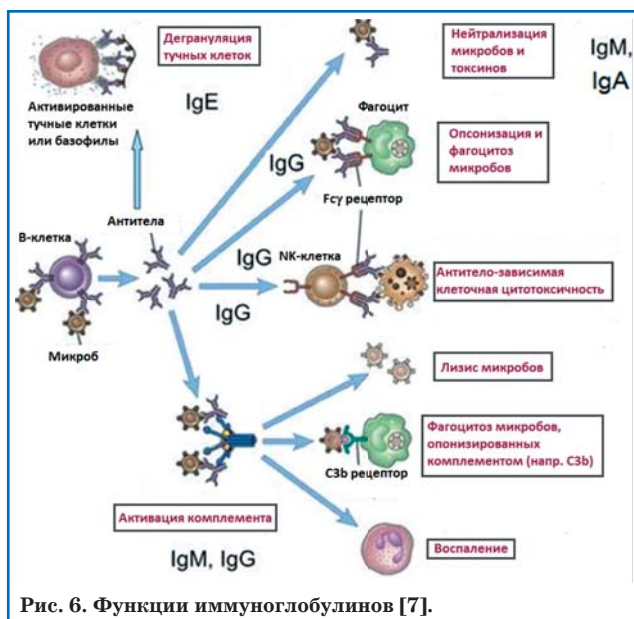 Дегрануляция
тучных клеток
Активированные
тучные клетки
или базофилы
IgE
Нейтрализация
микробов и
токсинов
IgM,
IgA
Фагоцит
Опсонизация и
фагоцитоз
микробов
IgG
Fcγ рецептор
Антитела
В-клетка
Микроб
IgG
NK-клетка
IgG
Антитело-зависимая
клеточная цитотоксичность
Лизис микробов
Фагоцитоз микробов,
опонизированных
комплементом (напр. C3b)
C3b рецептор
Активация комплемента
IgM, IgG
Воспаление
Рис. 6. Функции иммуноглобулинов [7].